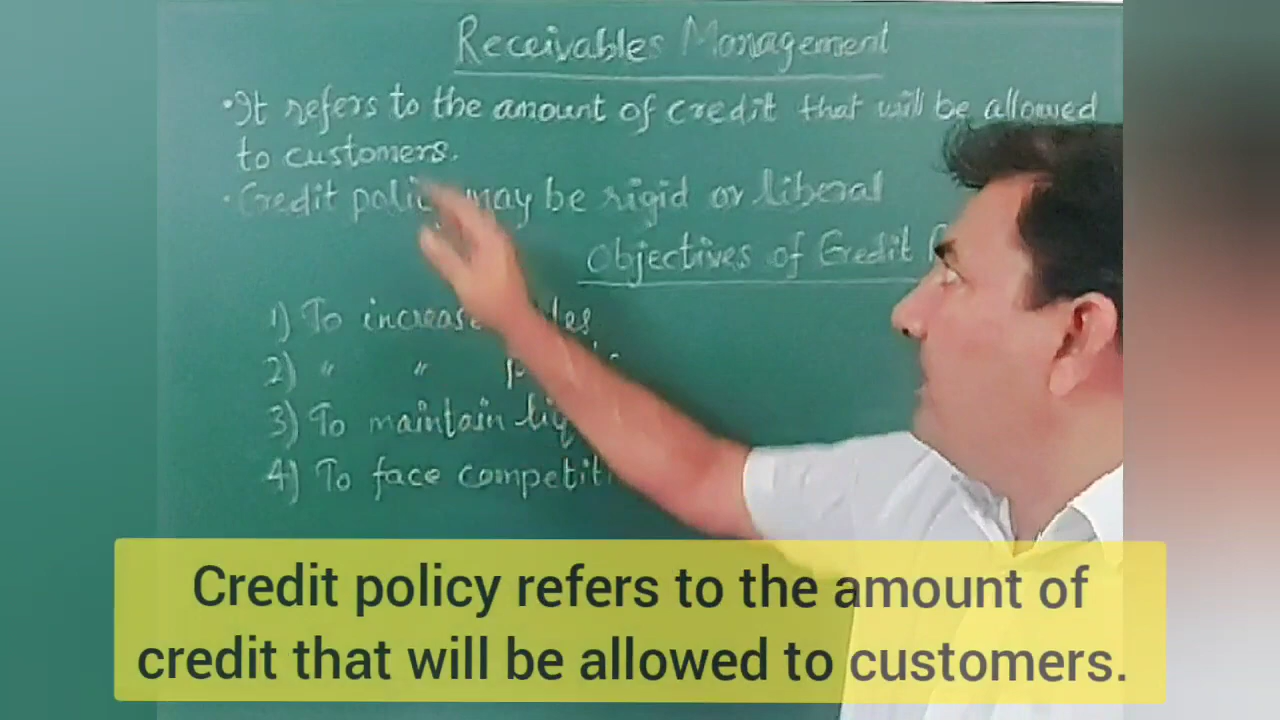 Receivables Management
• It refers to the amount of credit that will be allowed
to customers.
• Credit policy may be rigid or liberal
Objectives of Credit
1) To increase
2) " "
3) To maintain
4) To face
Credit policy refers to the amount of
credit that will be allowed to customers.